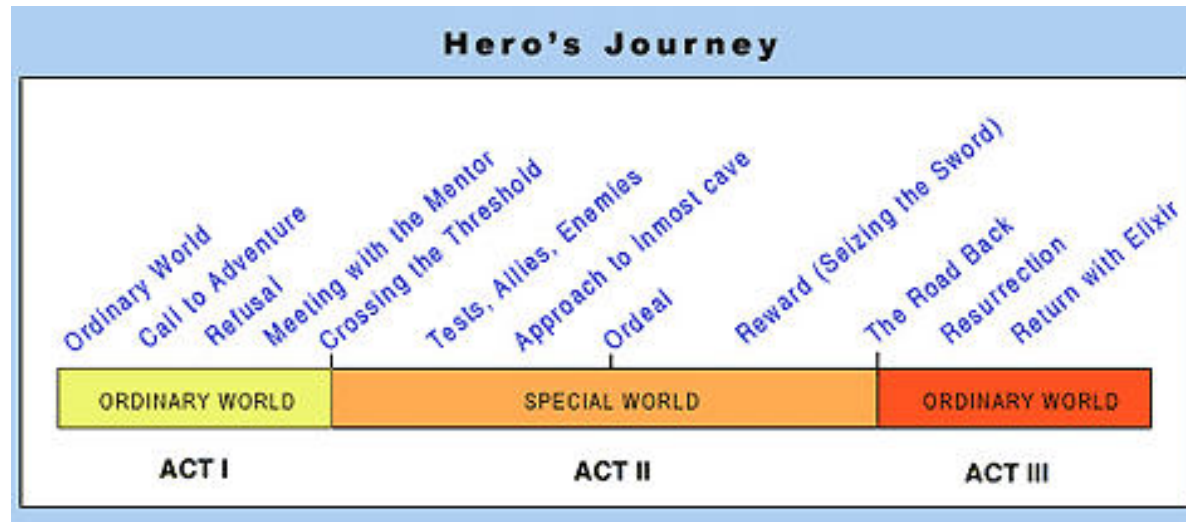 Hero's Journey
Ordinary World
Call to Adventure
Refusal
Meeting with the Mentor
Crossing the Threshold
Tests, Allies, Enemies
Approach to Inmost cave
Ordeal
Reward (Seizing the Sword)
The Road Back
Resurrection
Return with Elixir
ORDINARY WORLD
SPECIAL WORLD
ORDINARY WORLD
ACT I
ACT II
ACT III